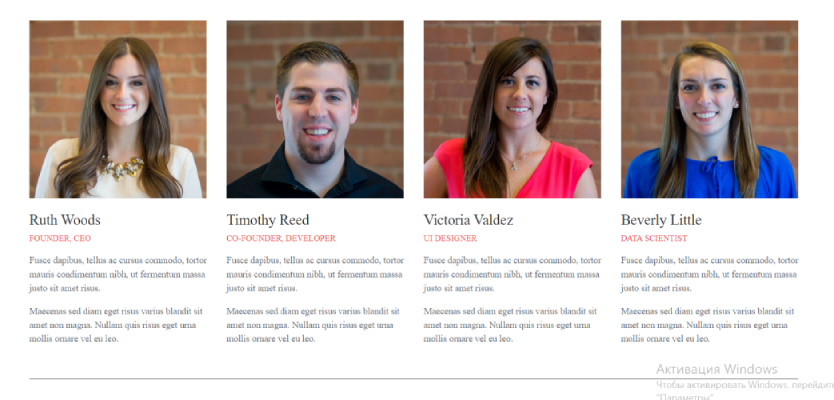 Ruth Woods
FOUNDER, CEO
Fusce dapibus, tellus ac cursus commodo, tortor
mauris condimentum nibh, ut fermentum massa
justo sit amet risus.
Maecenas sed diam eget risus varius blandit sit
amet non magna. Nullam quis risus eget urna
mollis ornare vel eu leo.
Timothy Reed
CO-FOUNDER, DEVELOPER
Fusce dapibus, tellus ac cursus commodo, tortor
mauris condimentum nibh, ut fermentum massa
justo sit amet risus.
Maecenas sed diam eget risus varius blandit sit
amet non magna. Nullam quis risus eget urna
mollis ornare vel eu leo.
Victoria Valdez
UI DESIGNER
Fusce dapibus, tellus ac cursus commodo, tortor
mauris condimentum nibh, ut fermentum massa
justo sit amet risus.
Maecenas sed diam eget risus varius blandit sit
amet non magna. Nullam quis risus eget urna
mollis ornare vel eu leo.
Beverly Little
DATA SCIENTIST
Fusce dapibus, tellus ac cursus commodo, tortor
mauris condimentum nibh, ut fermentum massa
justo sit amet risus.
Maecenas sed diam eget risus varius blandit sit
amet non magna. Nullam quis risus eget urna
mollis ornare vel eu leo.
Активация Windows
Чтобы активировать Windows, перейдите
"Параметры"